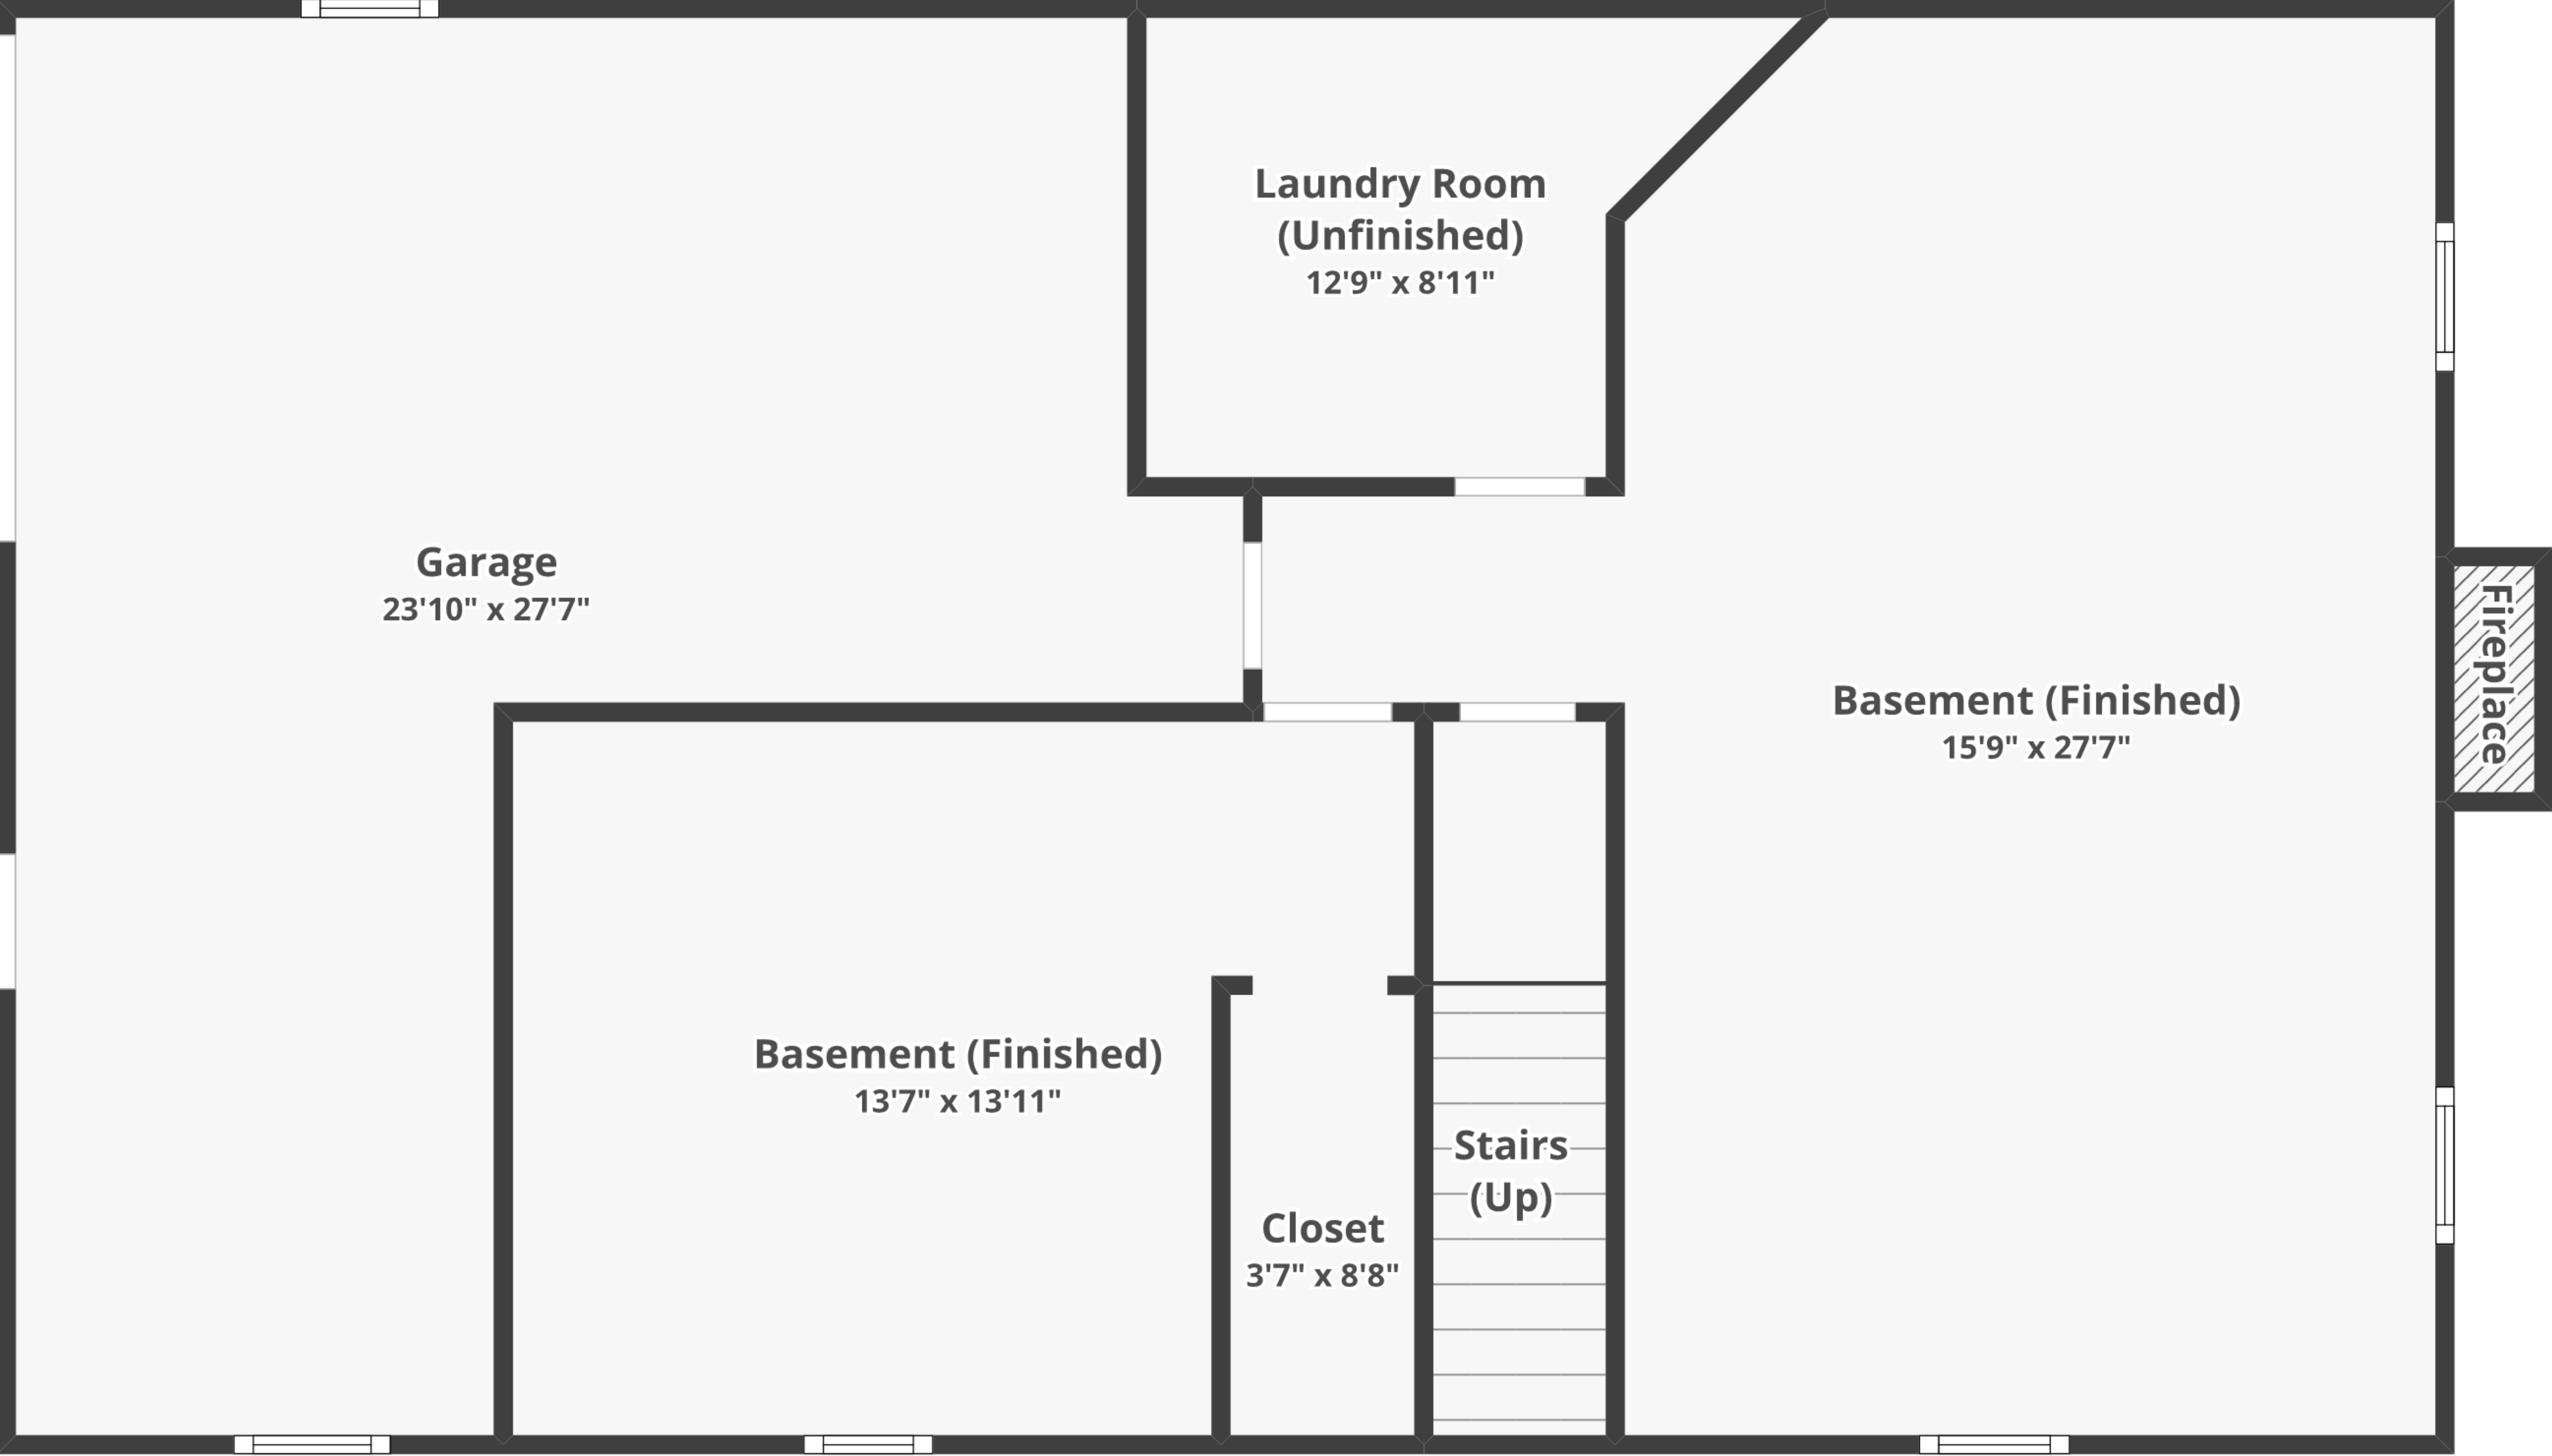 Laundry Room
(Unfinished)
12'9" x 8'11"
Garage
23'10" x 27'7"
Fireplace
Basement (Finished)
15'9" x 27'7"
Basement (Finished)
13'7" x 13'11"
Stairs
(Up)
Closet
3'7" x 8'8"